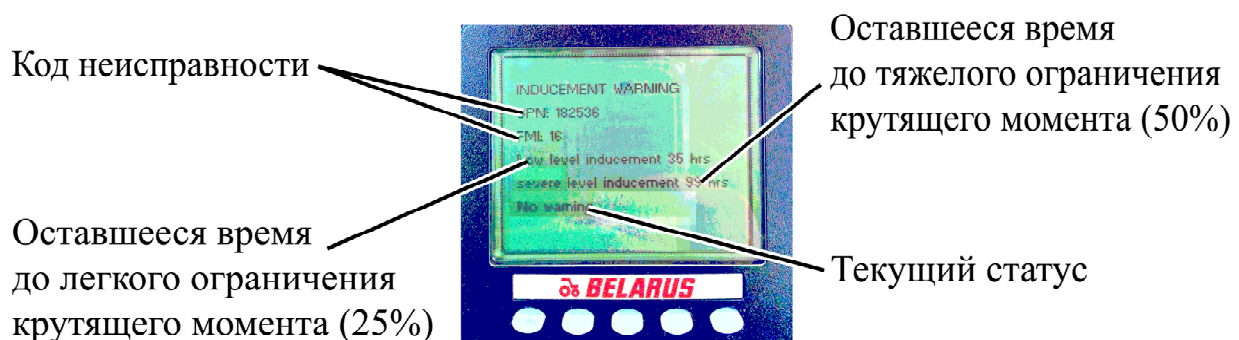 Код неисправности
Оставшееся время
до легкого ограничения
крутящего момента (25%)
INDUCEMENT WARNING
SPN: 182536
FMI: 16
Low level inducement 35 hrs
severe level inducement 99 hrs
No warning
BELARUS
Оставшееся время
до тяжелого ограничения
крутящего момента (50%)
Текущий статус